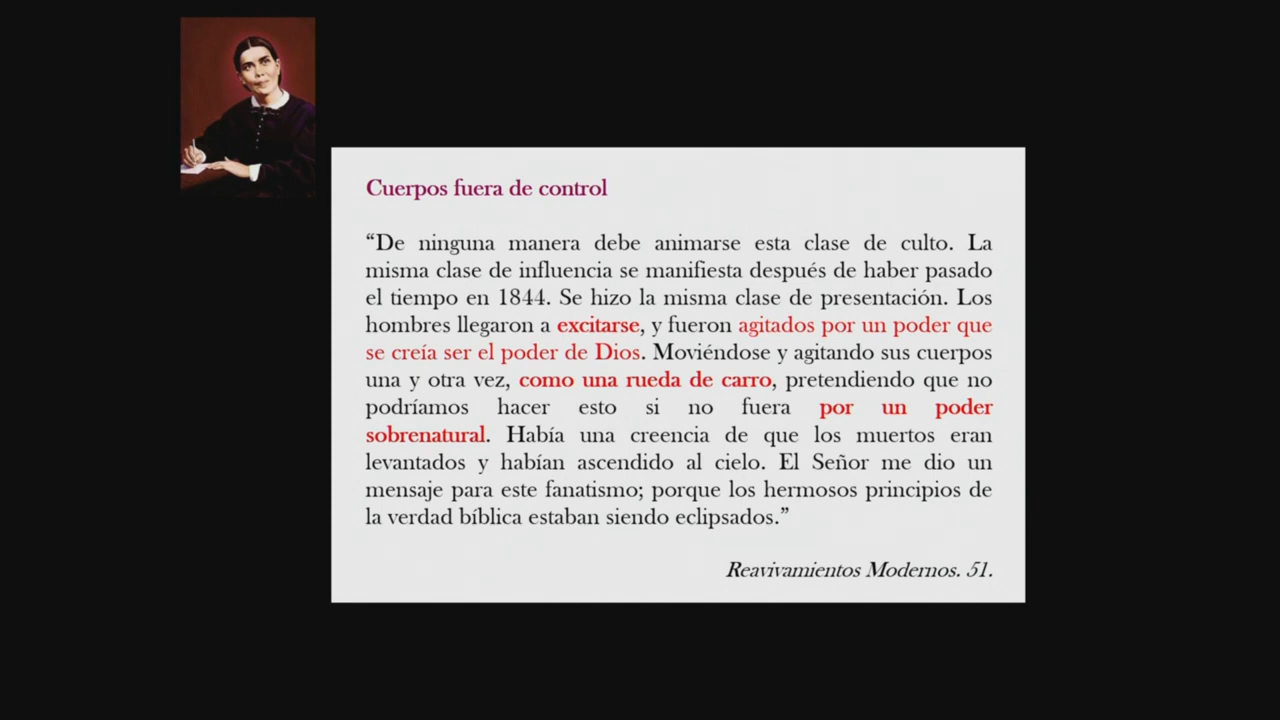 Cuerpos fuera de control
“De ninguna manera debe animarse esta clase de culto. La
misma clase de influencia se manifiesta después de haber pasado
el tiempo en 1844. Se hizo la misma clase de presentación. Los
hombres llegaron a excitarse, y fueron agitados por un poder que
se creía ser el poder de Dios. Moviéndose y agitando sus cuerpos
una y otra vez, como una rueda de carro, pretendiendo que no
podríamos hacer esto si no fuera por un poder
sobrenatural. Había una creencia de que los muertos eran
levantados y habían ascendido al cielo. El Señor me dio un
mensaje para este fanatismo; porque los hermosos principios de
la verdad bíblica estaban siendo eclipsados.”
Reavivamientos Modernos. 51.